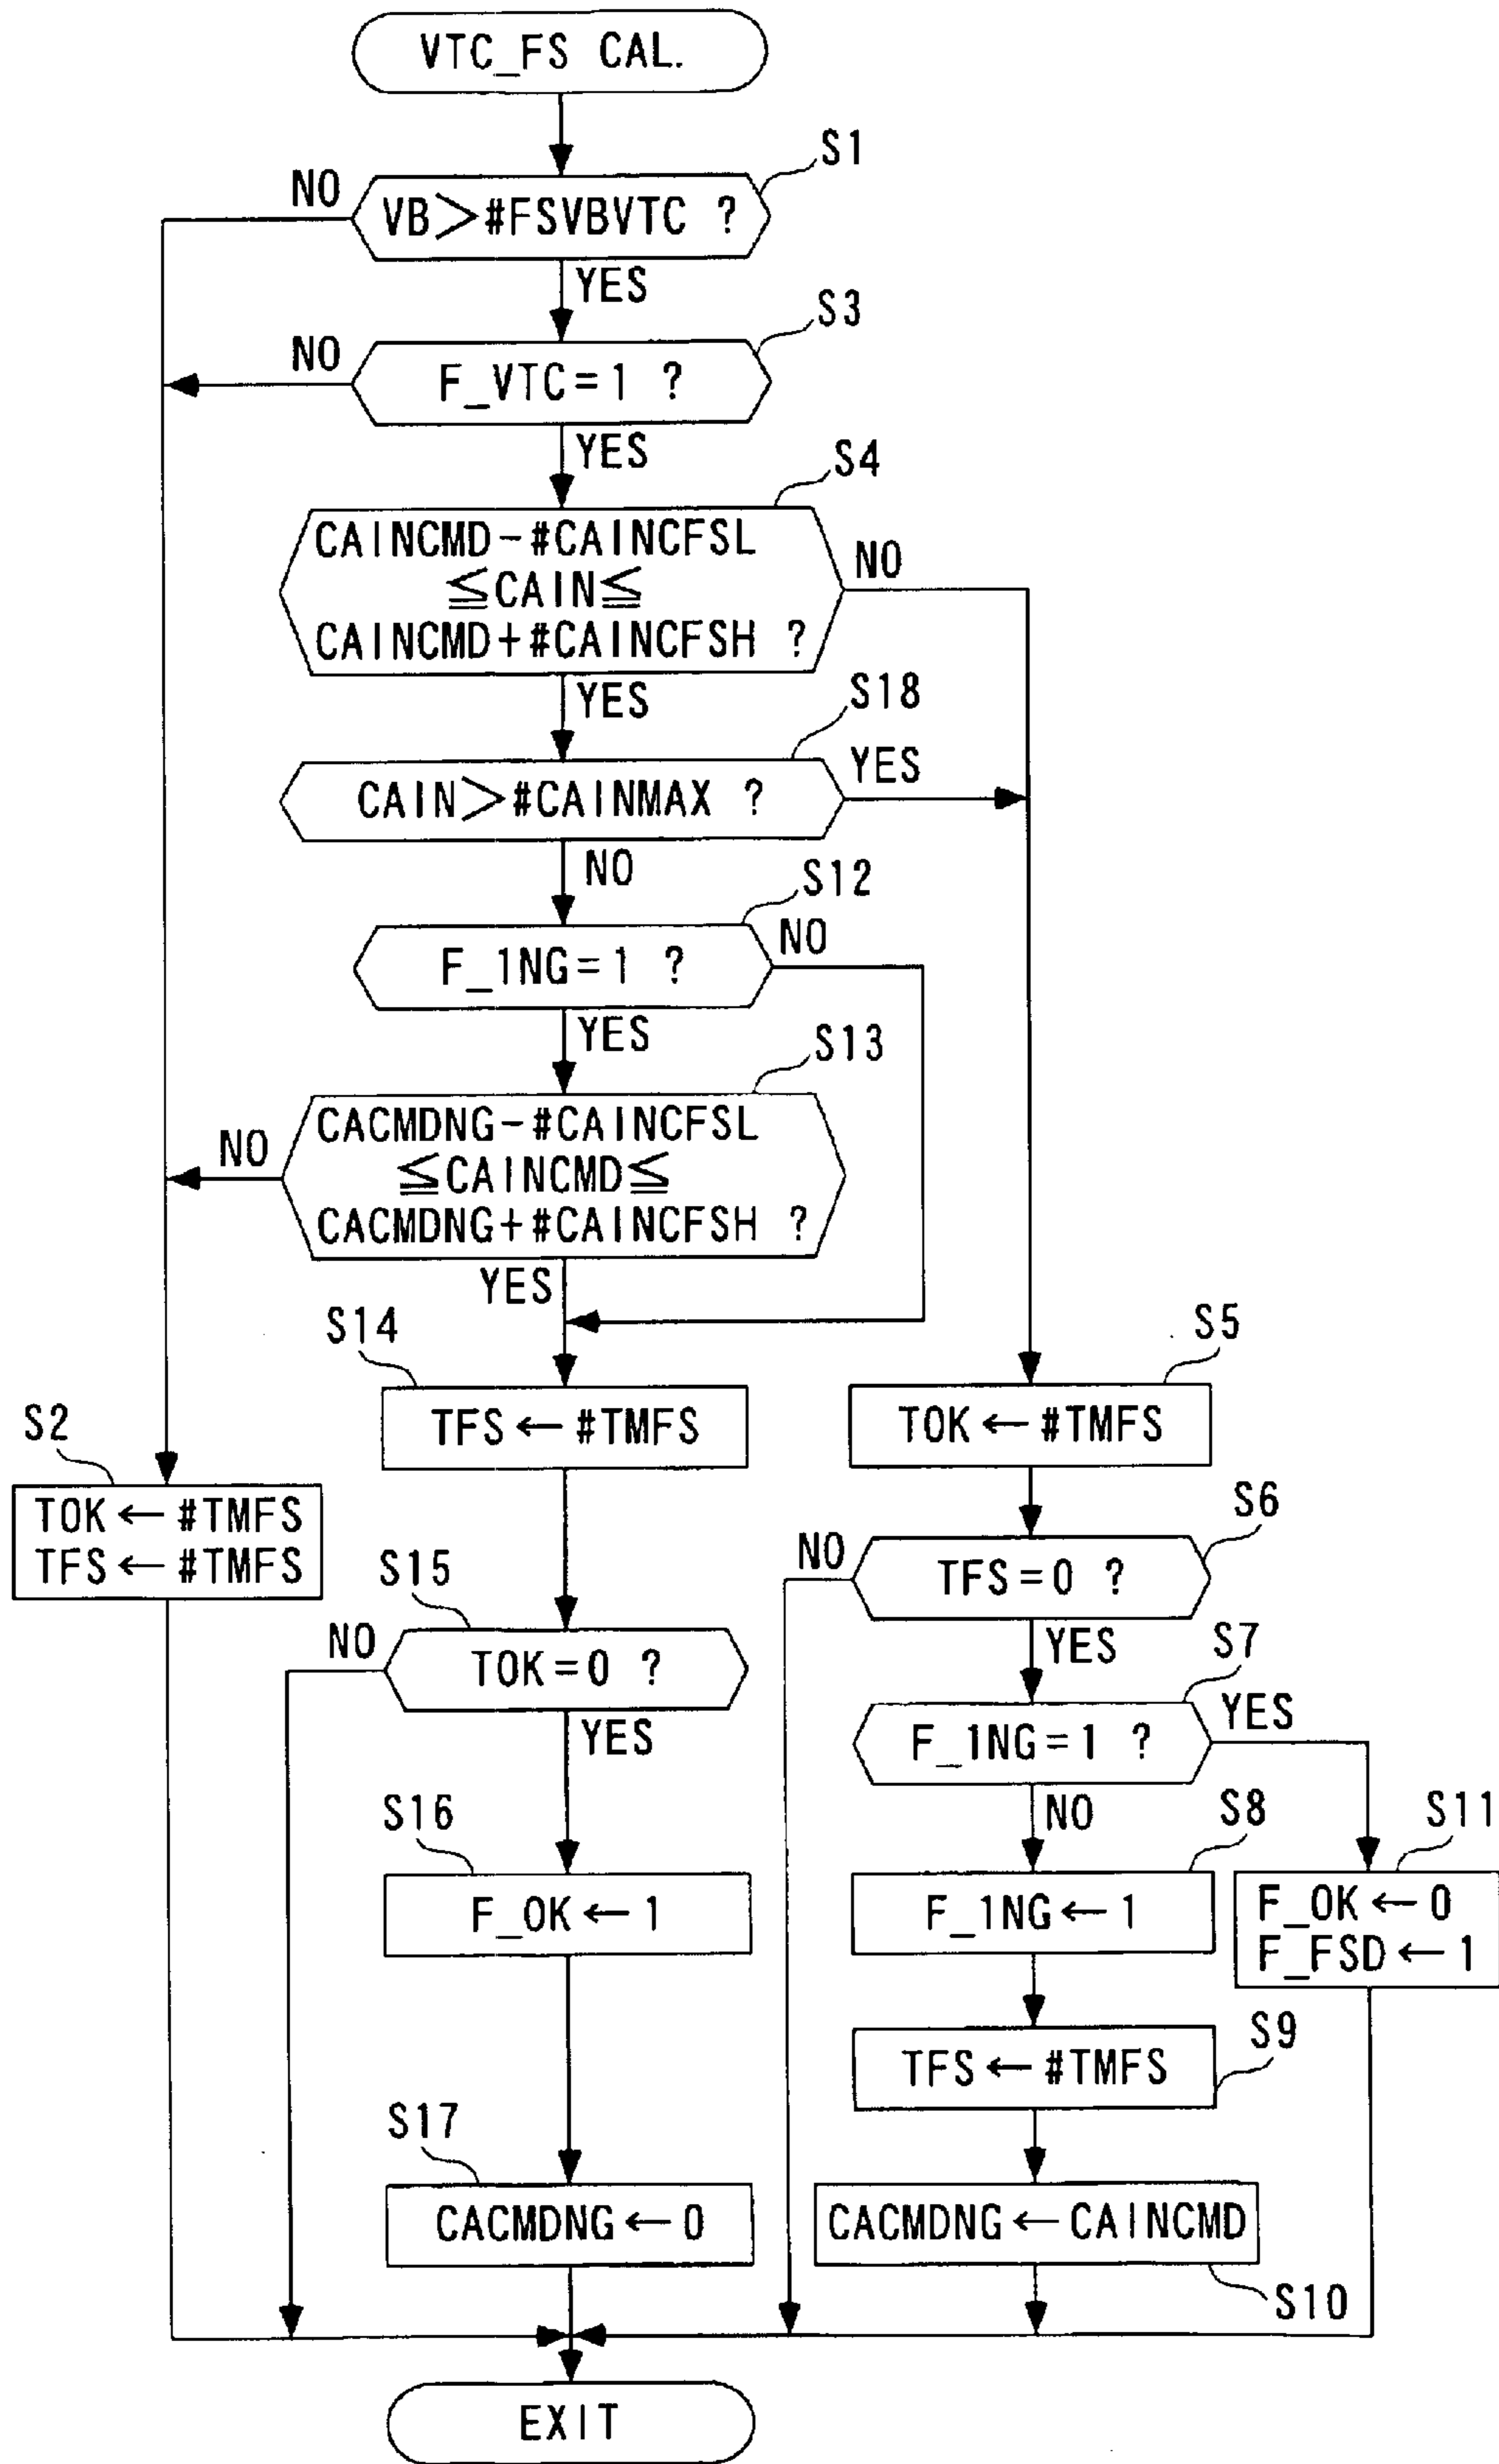 VTC_FS CAL.
S1
NO
VB>#FSVBVTC ?
YES
S3
NO
F_VTC=1 ?
YES
S4
CAINCMD-#CAINCFSL
≦CAIN≦
CAINCMD+#CAINCFSH ?
NO
YES
S18
CAIN>#CAINMAX ?
YES
NO
S12
F_1NG=1 ?
NO
YES
S13
CACMDNG-#CAINCFSL
≦CAINCMD≦
CACMDNG+#CAINCFSH ?
NO
YES
S14
TFS←#TMFS
S5
TOK←#TMFS
S2
TOK←#TMFS
TFS←#TMFS
S6
NO
TFS=0 ?
YES
S15
NO
TOK=0 ?
YES
S7
F_1NG=1 ?
YES
NO
S16
F_OK←1
S8
F_1NG←1
S11
F_OK←0
F_FSD←1
S9
TFS←#TMFS
S17
CACMDNG←0
CACMDNG←CAINCMD
S10
EXIT